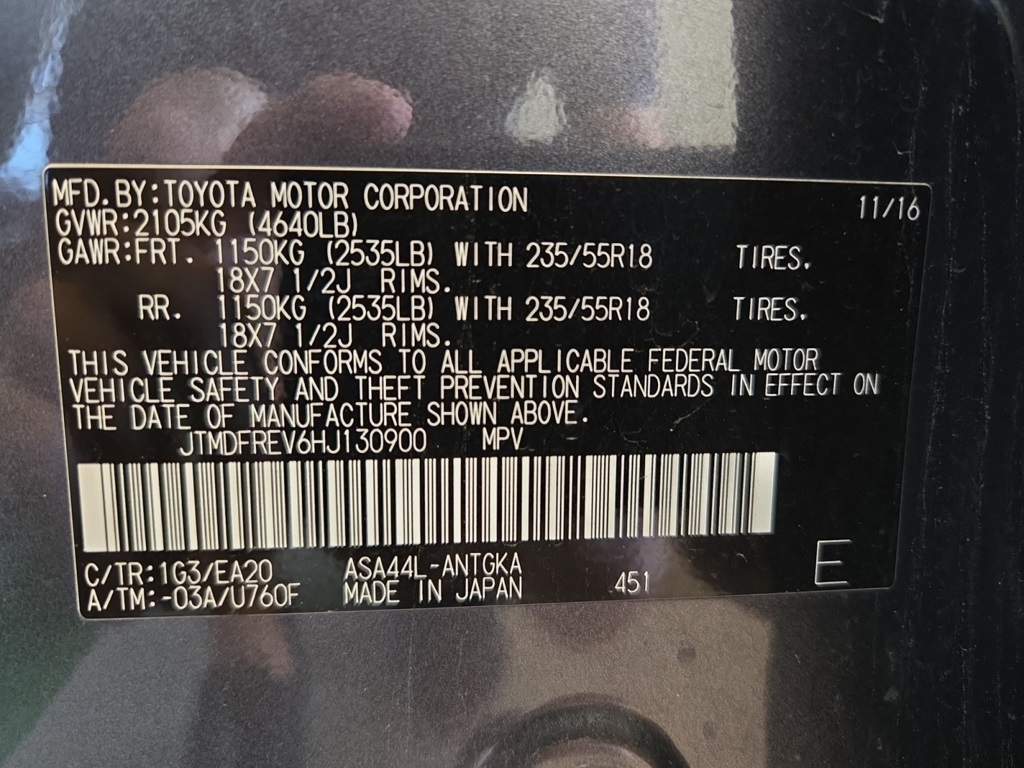 MFD.BY:TOYOTA MOTOR CORPORATION 11/16
GVWR:2105KG (4640LB)
GAWR:FRT. 1150KG (2535LB) WITH 235/55R18 TIRES.
18X7 1/2J RIMS.
RR. 1150KG (2535LB) WITH 235/55R18 TIRES.
18X7 1/2J RIMS.
THIS VEHICLE CONFORMS TO ALL APPLICABLE FEDERAL MOTOR
VEHICLE SAFETY AND THEFT PREVENTION STANDARDS IN EFFECT ON
THE DATE OF MANUFACTURE SHOWN ABOVE.
JTMDFREV6HJ130900 MPV
C/TR:1G3/EA20 ASA44L-ANTGKA
A/TM:-03A/U760F MADE IN JAPAN 451 E